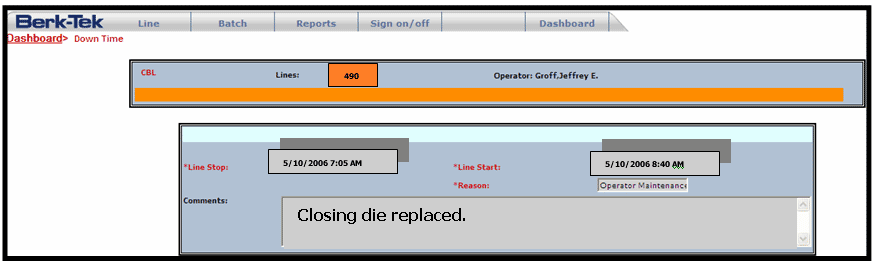 Berk-Tek Line Batch Reports Sign on/off Dashboard
Dashboard> Down Time
CBL Lines: 490 Operator: Groff,Jeffrey E.
*Line Stop: 5/10/2006 7:05 AM *Line Start: 5/10/2006 8:40 AM
*Reason: Operator Maintenance
Comments: Closing die replaced.